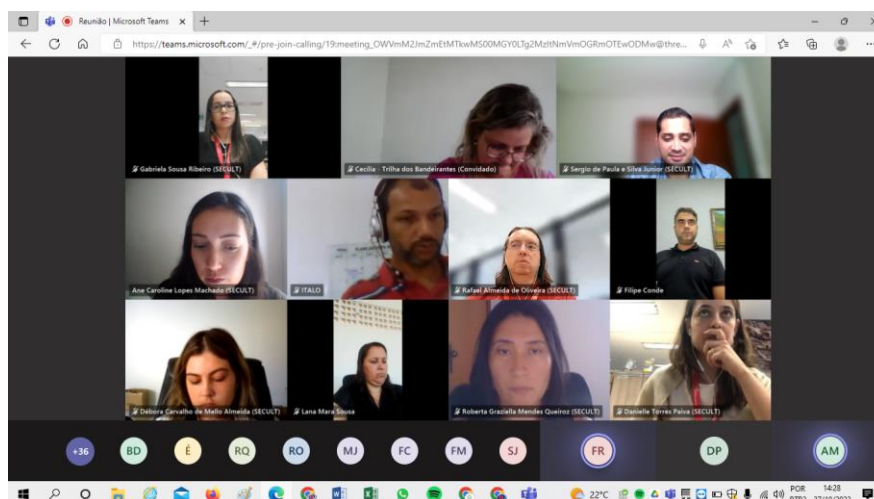 Reunião | Microsoft Teams
https://teams.microsoft.com/_#/pre-join-calling/19:meeting_
Gabriela Sousa Ribeiro (SECULT)
Cecília - Trilha dos Bandeirantes (Convidado)
Sergio de Paula e Silva Junior (SECULT)
Ane Caroline Lopes Machado (SECULT)
ITALO
Rafael Almeida de Oliveira (SECULT)
Filipe Conde
Débora Carvalho de Mello Almeida (SECULT)
Lana Mara Sousa
Roberta Graziella Mendes Queiroz (SECULT)
Danielle Torres Paiva (SECULT)
+36 BD É RQ RO MJ FC FM SJ FR DP AM
22°C POR 14:28